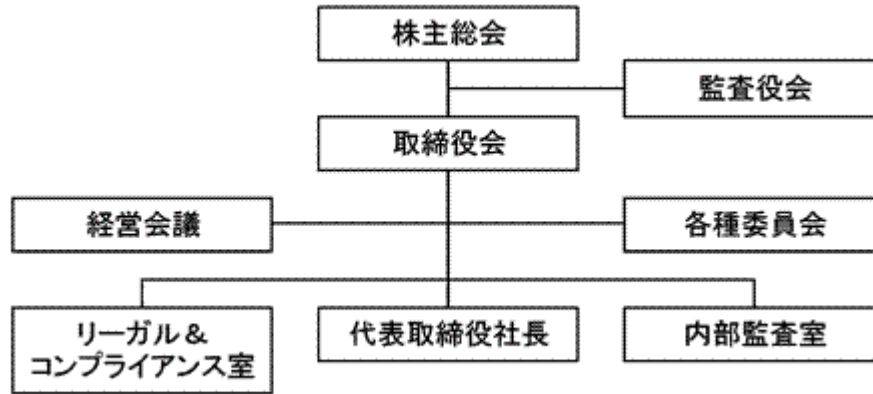 株主総会
監査役会
取締役会
経営会議
各種委員会
リーガル＆
コンプライアンス室
代表取締役社長
内部監査室